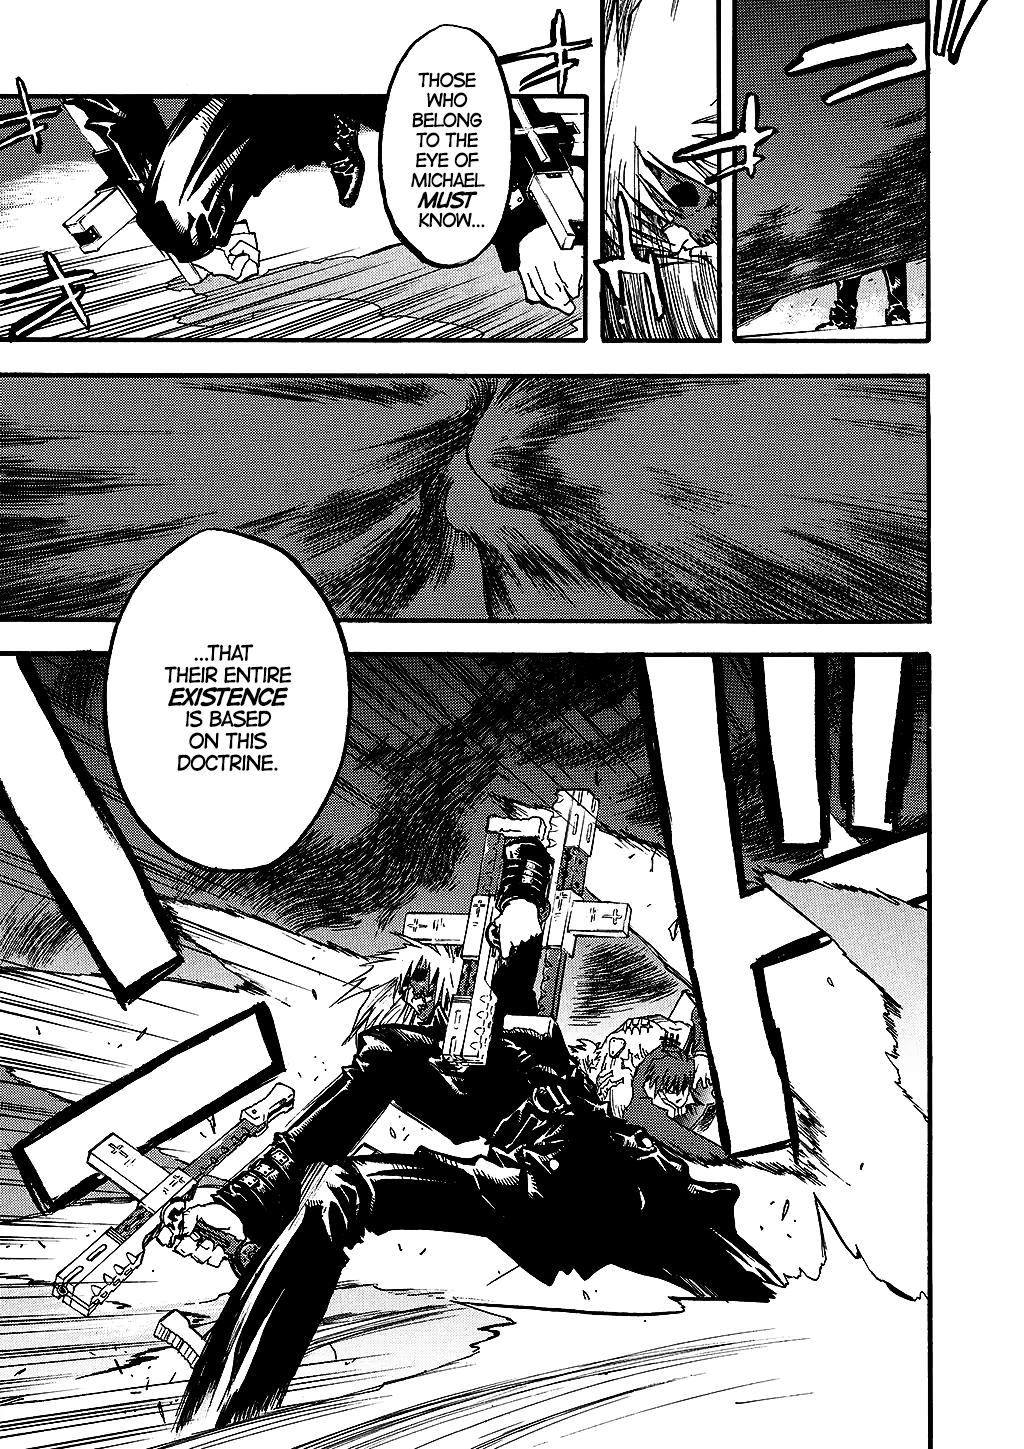 THOSE
WHO
BELONG
TO THE
EYE OF
MICHAEL
MUST
KNOW...
...THAT
THEIR ENTIRE
EXISTENCE
IS BASED
ON THIS
DOCTRINE.